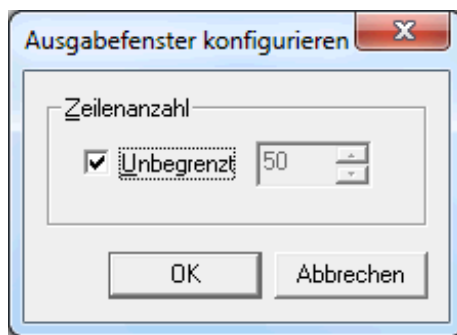 Ausgabefenster konfigurieren
Zeilenanzahl
Unbegrenzt 50
OK Abbrechen